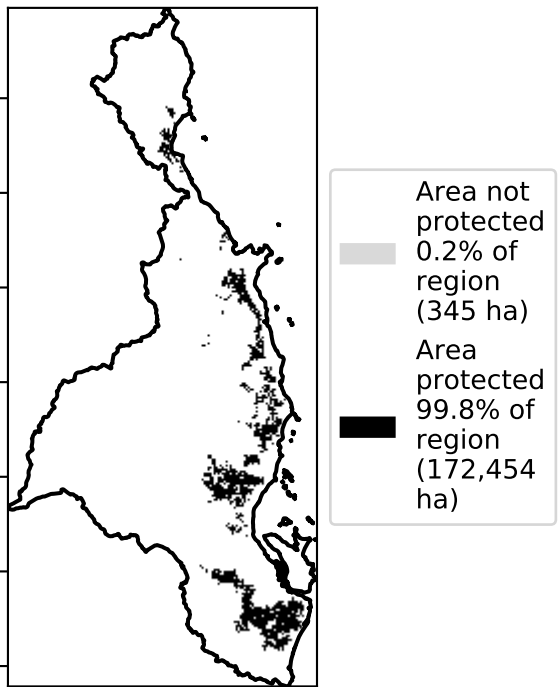 Area not
protected
0.2% of
region
(345 ha)
Area
protected
99.8% of
region
(172,454
ha)